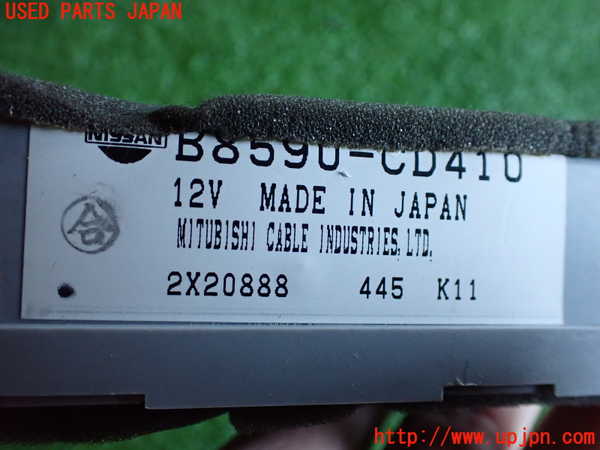 USED PARTS JAPAN
NISSAN
B8590-CD410
12V MADE IN JAPAN
合
MITUBISHI CABLE INDUSTRIES, LTD.
2X20888 445 K11
http://www.upjpn.com/